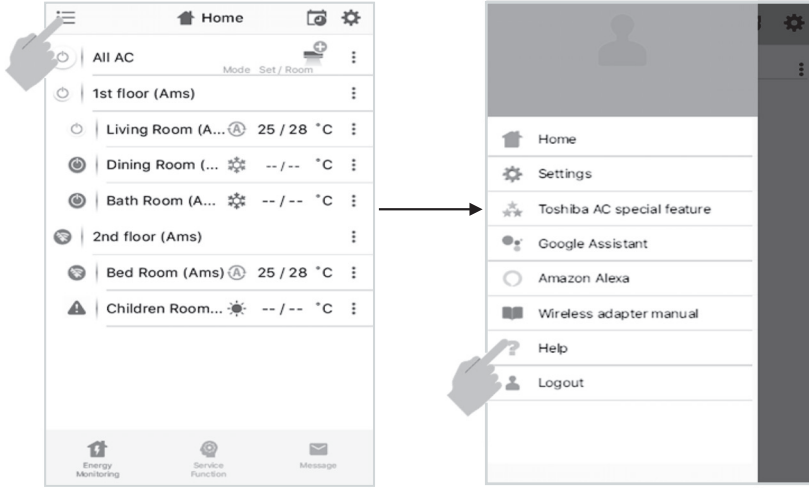 Home
All AC
Mode Set / Room
1st floor (Ams)
Living Room (A... A 25 / 28 °C
Dining Room (... -- / -- °C
Bath Room (A... -- / -- °C
2nd floor (Ams)
Bed Room (Ams) A 25 / 28 °C
Children Room... -- / -- °C
Energy Monitoring
Service Function
Message
Home
Settings
Toshiba AC special feature
Google Assistant
Amazon Alexa
Wireless adapter manual
Help
Logout